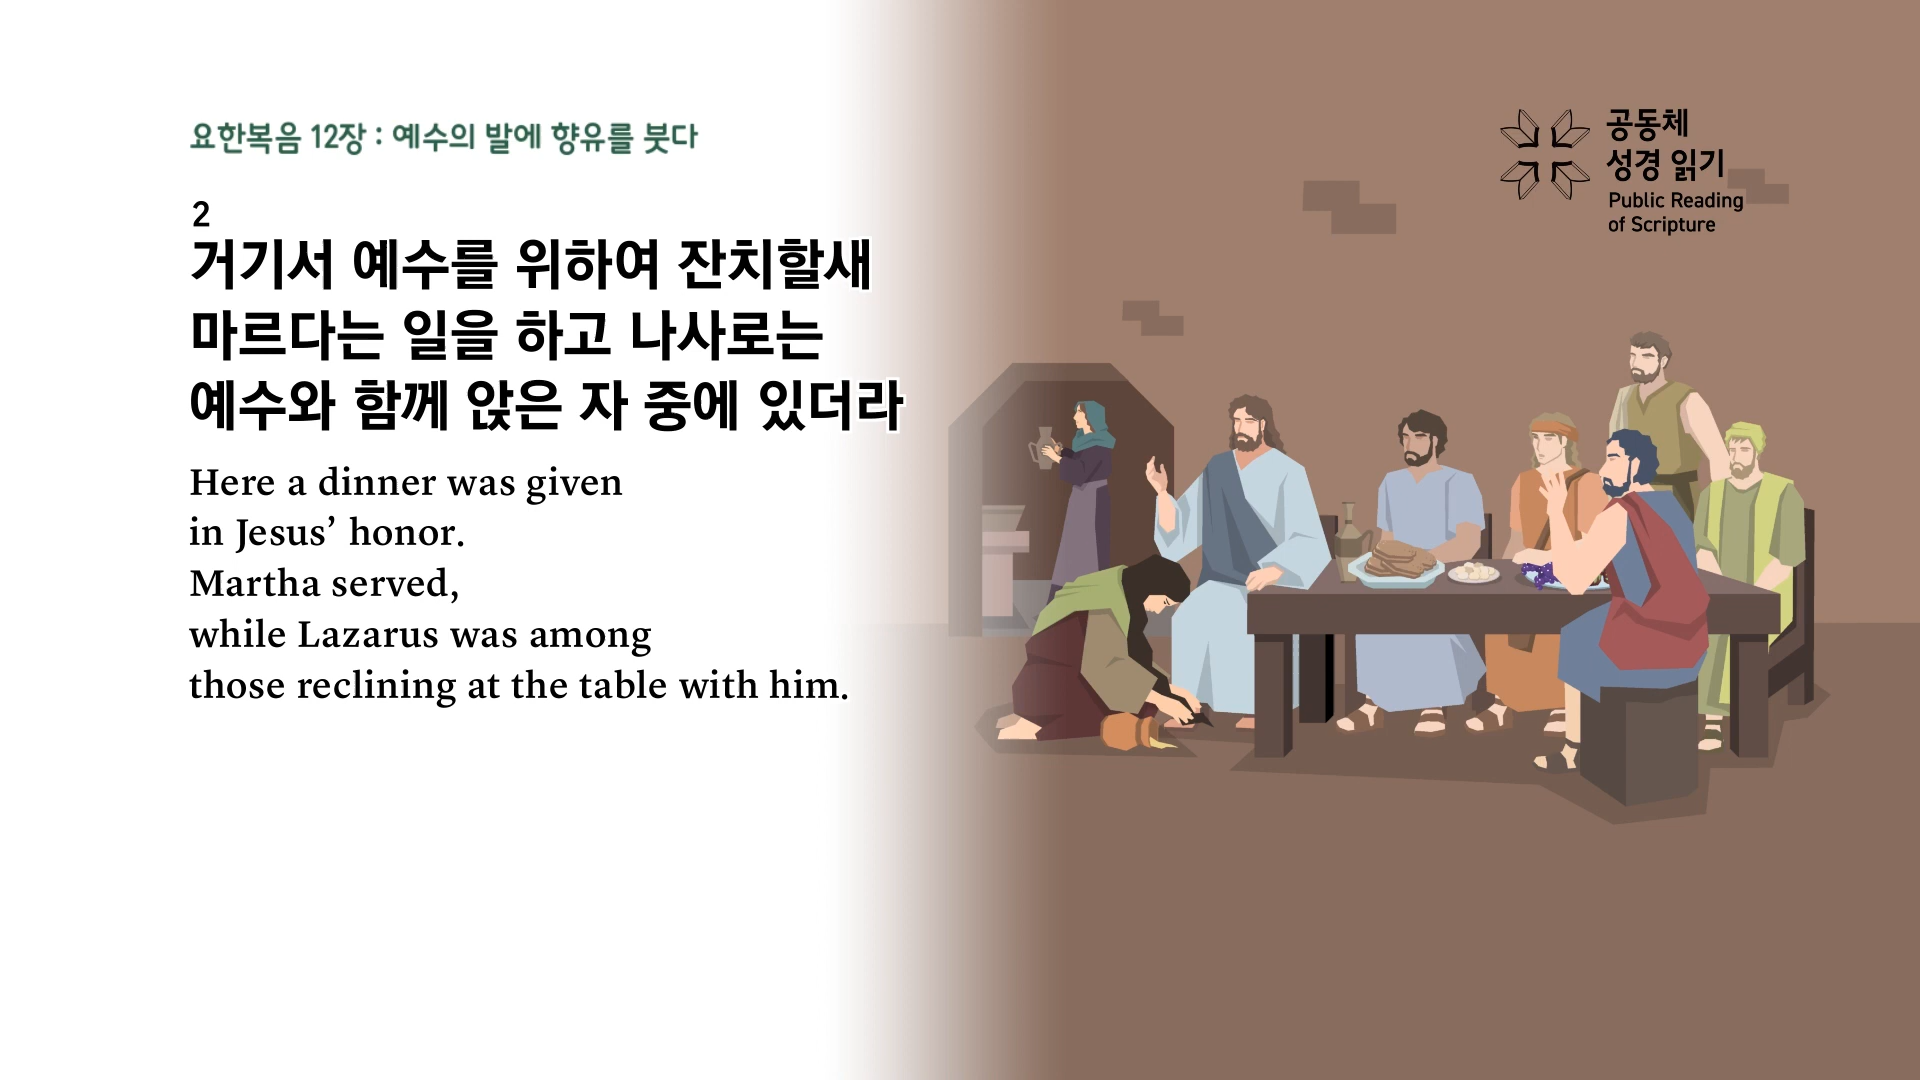 요한복음 12장 : 예수의 발에 향유를 붓다
2
거기서 예수를 위하여 잔치할새
마르다는 일을 하고 나사로는
예수와 함께 앉은 자 중에 있더라
Here a dinner was given
in Jesus’ honor.
Martha served,
while Lazarus was among
those reclining at the table with him.
공동체
성경 읽기
Public Reading
of Scripture